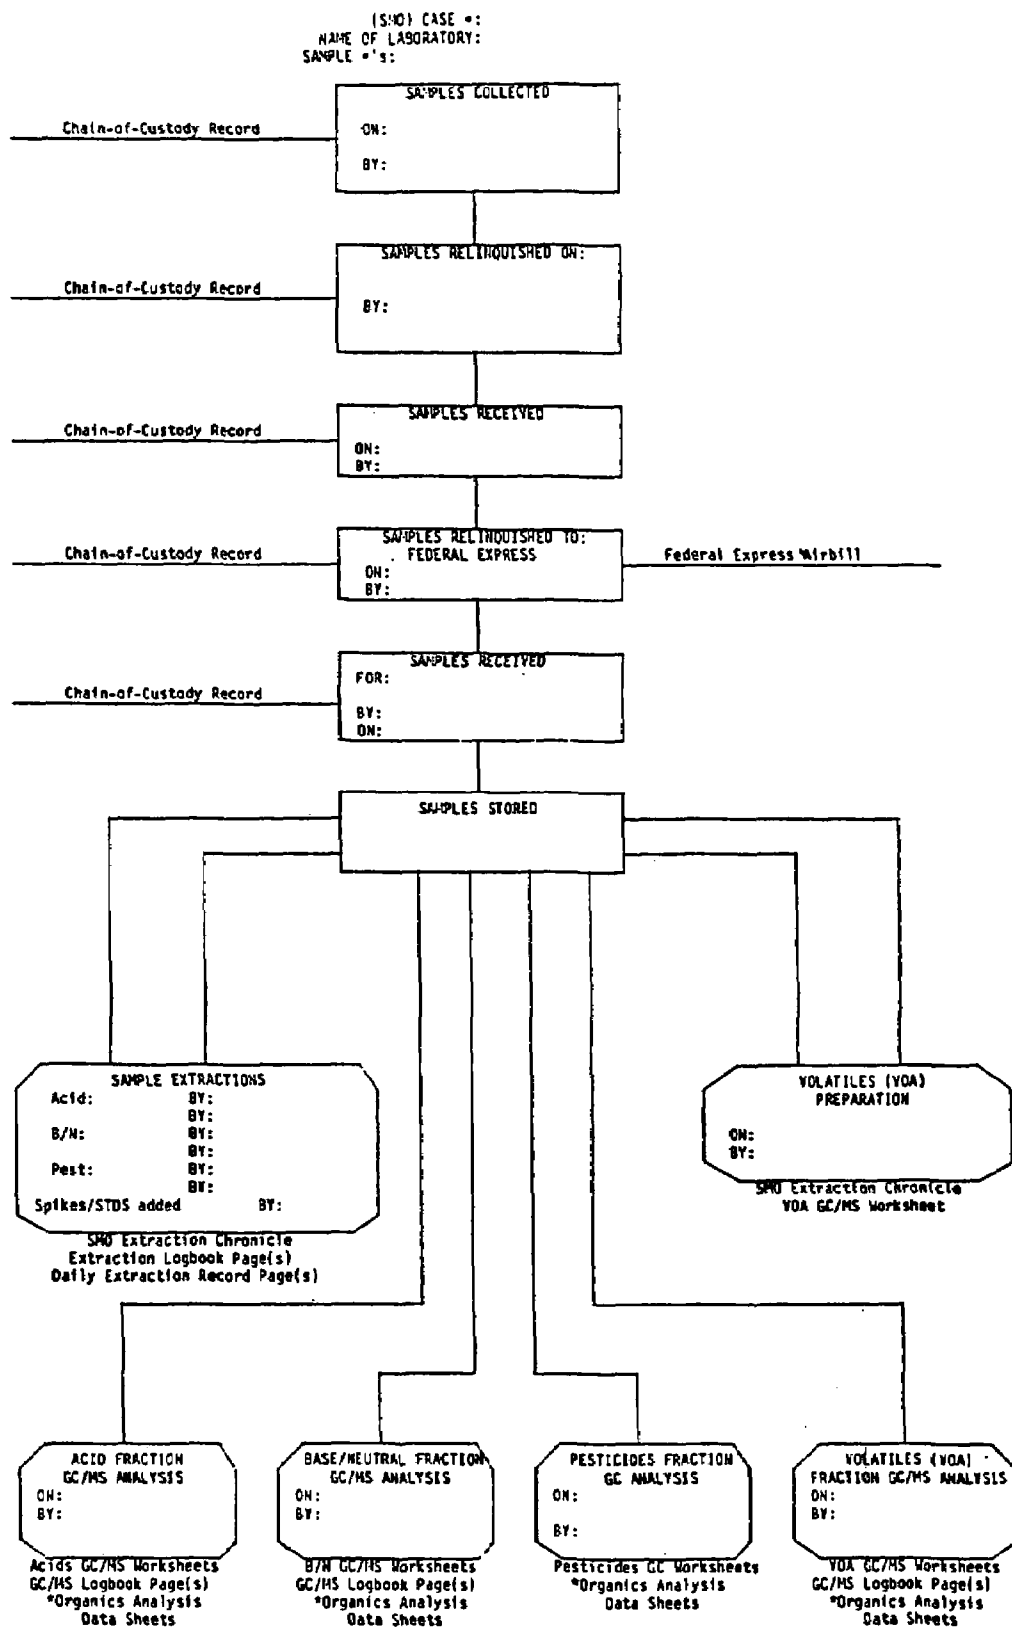 (SMO) CASE #:
NAME OF LABORATORY:
SAMPLE #'s:
SAMPLES COLLECTED
Chain-of-Custody Record
ON:
BY:
SAMPLES RELINQUISHED ON:
Chain-of-Custody Record
BY:
SAMPLES RECEIVED
Chain-of-Custody Record
ON:
BY:
SAMPLES RELINQUISHED TO:
FEDERAL EXPRESS
Chain-of-Custody Record
Federal Express Airbill
ON:
BY:
SAMPLES RECEIVED
FOR:
Chain-of-Custody Record
BY:
ON:
SAMPLES STORED
SAMPLE EXTRACTIONS
Acid: BY:
BY:
B/N: BY:
BY:
Pest: BY:
BY:
Spikes/STDS added BY:
SMO Extraction Chronicle
Extraction Logbook Page(s)
Daily Extraction Record Page(s)
VOLATILES (VOA)
PREPARATION
ON:
BY:
SMO Extraction Chronicle
VOA GC/MS Worksheet
ACID FRACTION
GC/MS ANALYSIS
ON:
BY:
Acids GC/MS Worksheets
GC/MS Logbook Page(s)
*Organics Analysis
Data Sheets
BASE/NEUTRAL FRACTION
GC/MS ANALYSIS
ON:
BY:
B/N GC/MS Worksheets
GC/MS Logbook Page(s)
*Organics Analysis
Data Sheets
PESTICIDES FRACTION
GC ANALYSIS
ON:
BY:
Pesticides GC Worksheets
*Organics Analysis
Data Sheets
VOLATILES (VOA)
FRACTION GC/MS ANALYSIS
ON:
BY:
VOA GC/MS Worksheets
GC/MS Logbook Page(s)
*Organics Analysis
Data Sheets